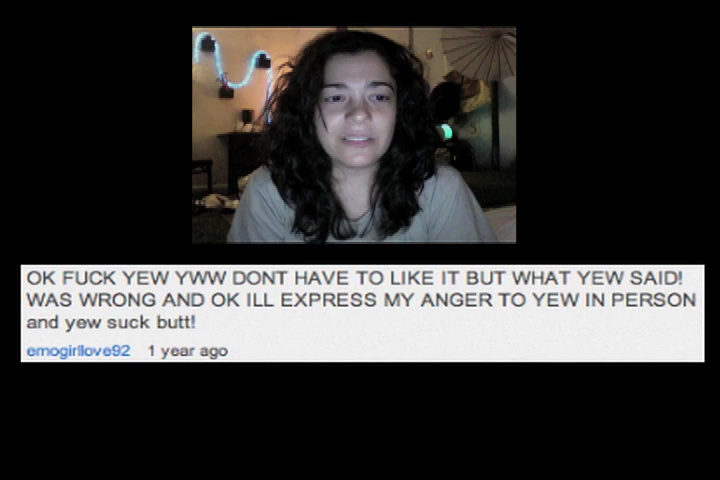 OK FUCK YEW YWW DONT HAVE TO LIKE IT BUT WHAT YEW SAID!
WAS WRONG AND OK ILL EXPRESS MY ANGER TO YEW IN PERSON
and yew suck butt!
emogirllove92 1 year ago